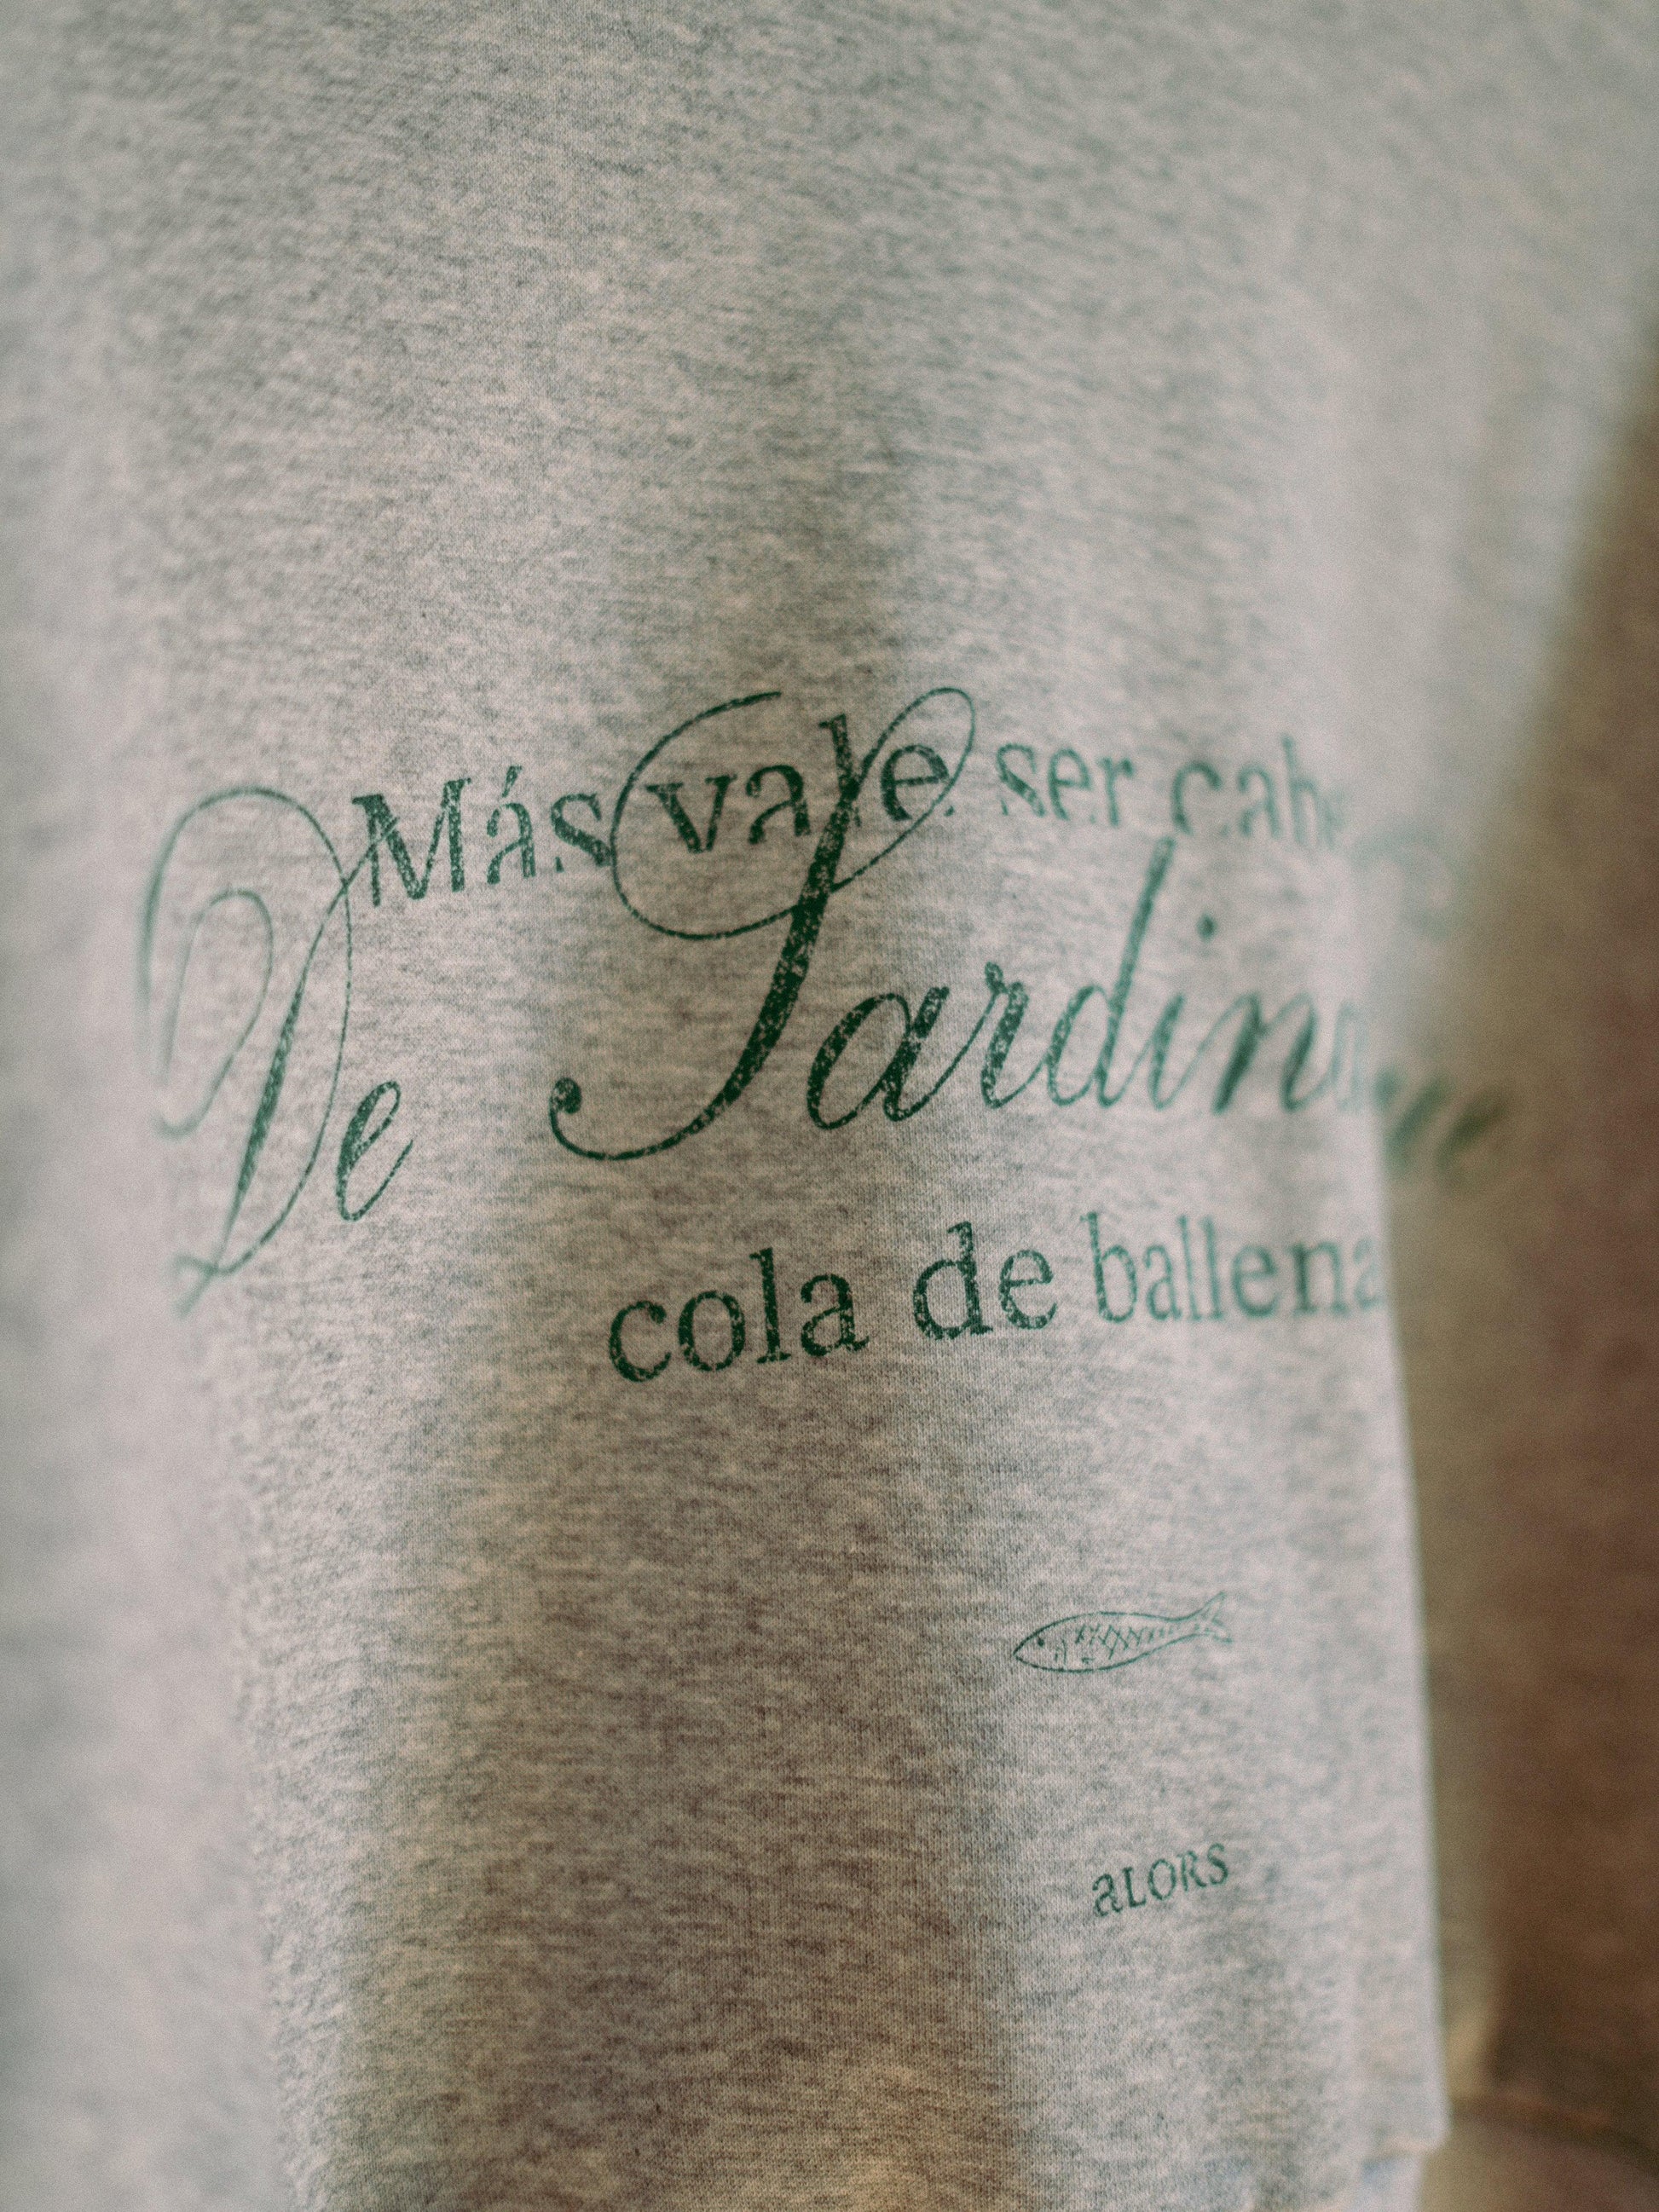 Más vale ser
De Sardina
cola de ballena
aLORS